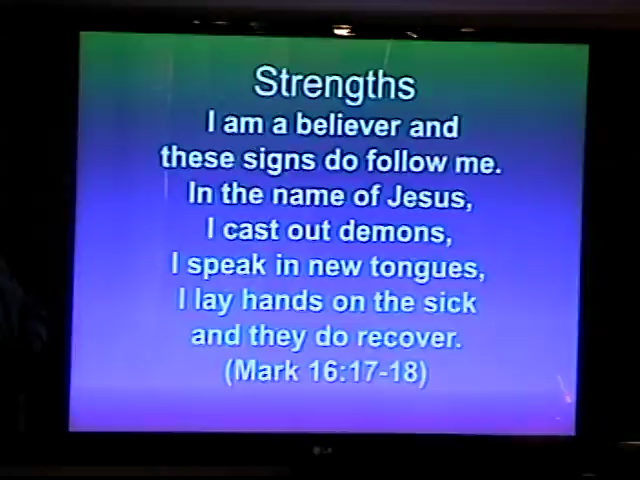 Strengths
I am a believer and
these signs do follow me.
In the name of Jesus,
I cast out demons,
I speak in new tongues,
I lay hands on the sick
and they do recover.
(Mark 16:17-18)
LG